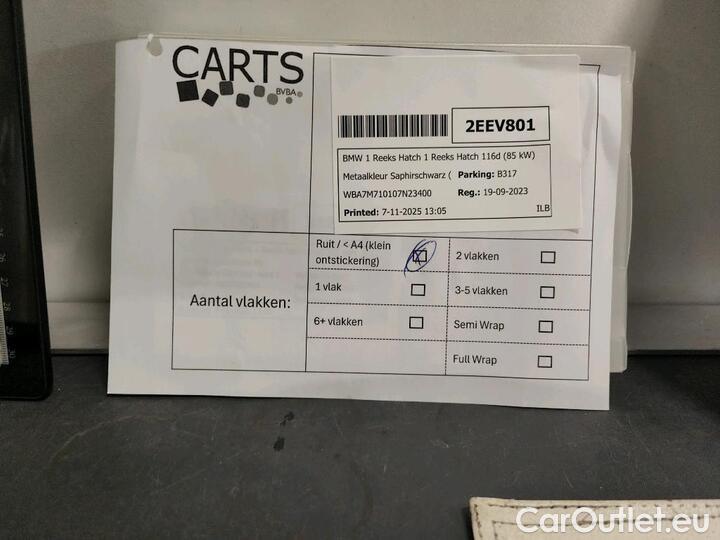 CARTS
BVBA
2EEV801
BMW 1 Reeks Hatch 1 Reeks Hatch 116d (85 kW)
Metaalkleur Saphirschwarz ( Parking: B317
WBA7M710107N23400 Reg.: 19-09-2023
Printed: 7-11-2025 13:05 ILB
Aantal vlakken:
Ruit / < A4 (klein
ontstickering)
2 vlakken
1 vlak
3-5 vlakken
6+ vlakken
Semi Wrap
Full Wrap
CarOutlet.eu